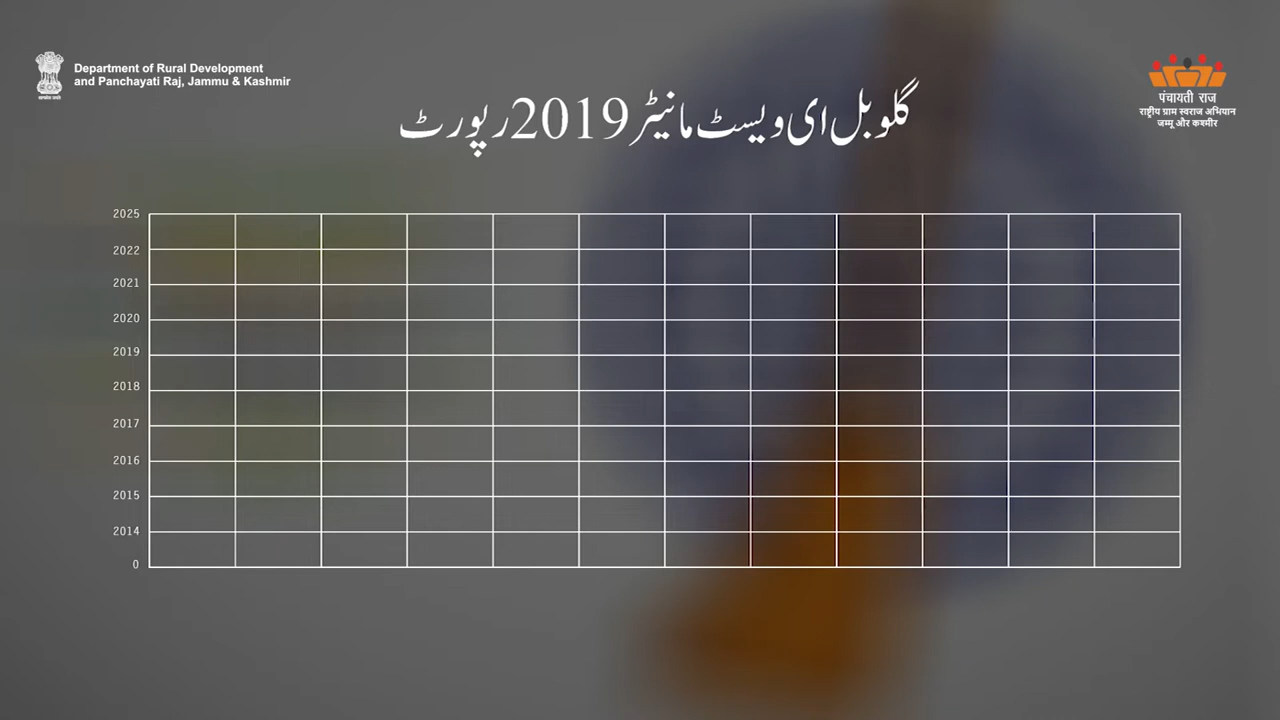 Department of Rural Development
and Panchayati Raj, Jammu & Kashmir
पंचायती राज
राष्ट्रीय ग्राम स्वराज अभियान
जम्मू और कश्मीर
گلوبل ای ویسٹ مانیٹر 2019 رپورٹ
2025
2022
2021
2020
2019
2018
2017
2016
2015
2014
0